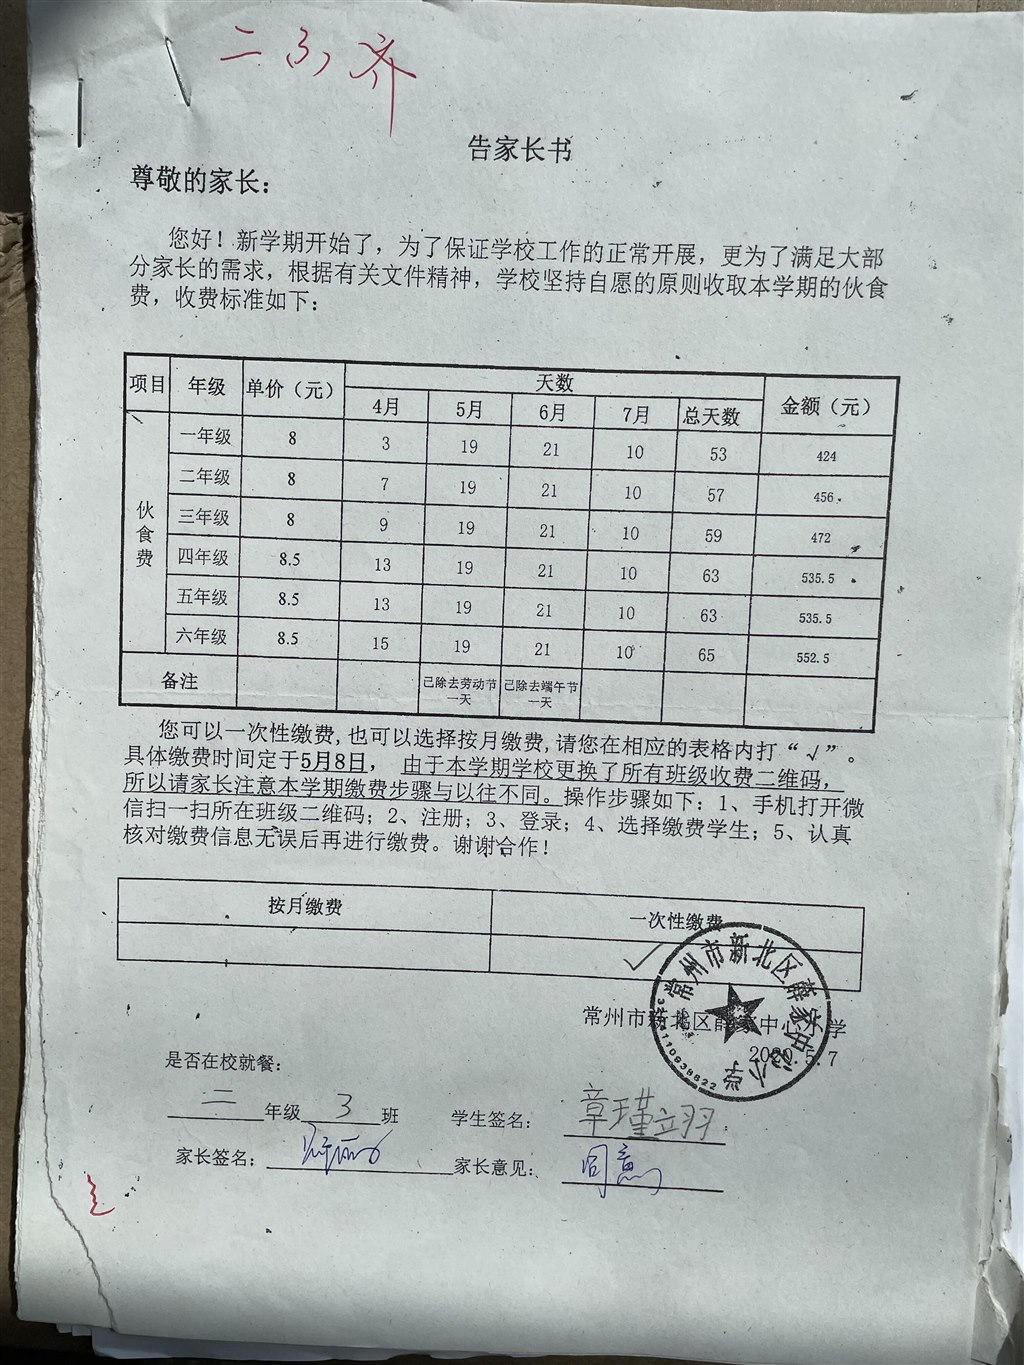 二 3, 齐
告家长书
尊敬的家长：
您好！新学期开始了，为了保证学校工作的正常开展，更为了满足大部
分家长的需求，根据有关文件精神，学校坚持自愿的原则收取本学期的伙食
费，收费标准如下：
项目 年级 单价（元） 天数 金额（元）
4月 5月 6月 7月 总天数
伙食费
一年级 8 3 19 21 10 53 424
二年级 8 7 19 21 10 57 456
三年级 8 9 19 21 10 59 472
四年级 8.5 13 19 21 10 63 535.5
五年级 8.5 13 19 21 10 63 535.5
六年级 8.5 15 19 21 10 65 552.5
备注 已除去劳动节一天 已除去端午节一天
您可以一次性缴费,也可以选择按月缴费,请您在相应的表格内打“√”。
具体缴费时间定于5月8日， 由于本学期学校更换了所有班级收费二维码，
所以请家长注意本学期缴费步骤与以往不同。操作步骤如下：1、手机打开微
信扫一扫所在班级二维码；2、注册；3、登录；4、选择缴费学生；5、认真
核对缴费信息无误后再进行缴费。谢谢合作！
按月缴费 一次性缴费
✓
常州市新北区薛家中心小学
常州市新北区薛家中心小学
2020.5.7
是否在校就餐：
二年级 3 班 学生签名： 章瑾立羽
家长签名： 家长意见： 同意